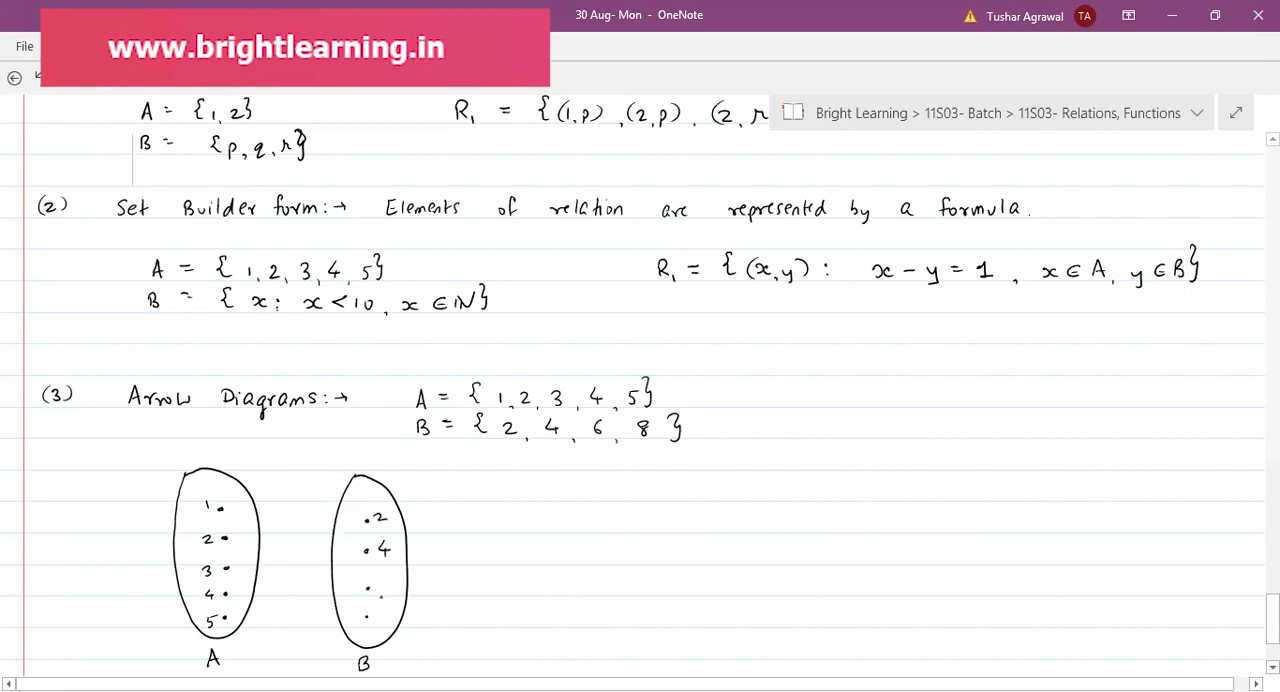 30 Aug- Mon - OneNote
Tushar Agrawal TA
File
www.brightlearning.in
Bright Learning > 11S03- Batch > 11S03- Relations, Functions
A = {1, 2} R₁ = {(1,p) ,(2,p), (2, r
B = {p, q, r}
(2) Set Builder form:→ Elements of relation are represented by a formula.
A = { 1, 2, 3, 4, 5} R₁ = { (x,y) : x - y = 1 , x ∈ A, y ∈ B}
B = { x: x < 10, x ∈ N}
(3) Arrow Diagrams:→ A = { 1, 2, 3, 4, 5}
B = { 2, 4, 6, 8 }
1 2
2 4
3
4
5
A B